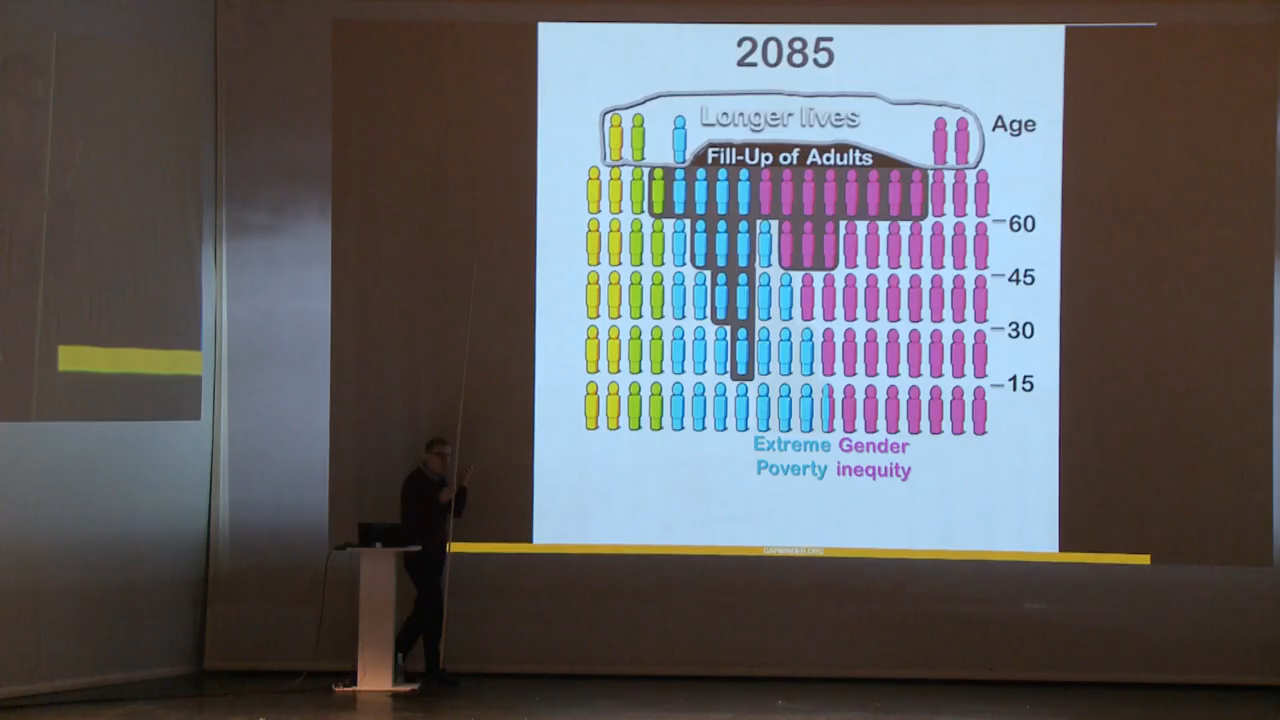 2085
Longer lives
Age
Fill-Up of Adults
60
45
30
15
Extreme Gender
Poverty inequity
GAPMINDER.ORG